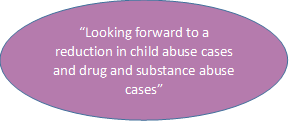 “Looking forward to a
reduction in child abuse cases
and drug and substance abuse
cases”